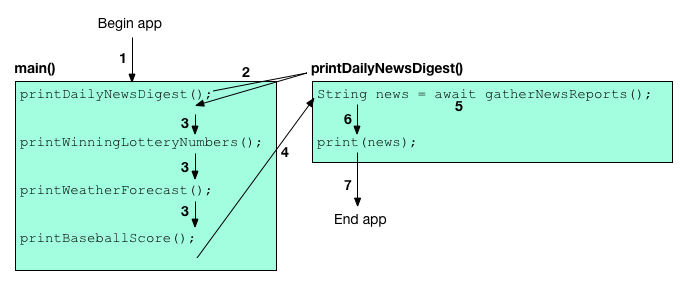 Begin app
1
main()
2
printDailyNewsDigest()
printDailyNewsDigest();
String news = await gatherNewsReports();
5
3
6
printWinningLotteryNumbers();
print(news);
4
3
7
printWeatherForecast();
3
End app
printBaseballScore();